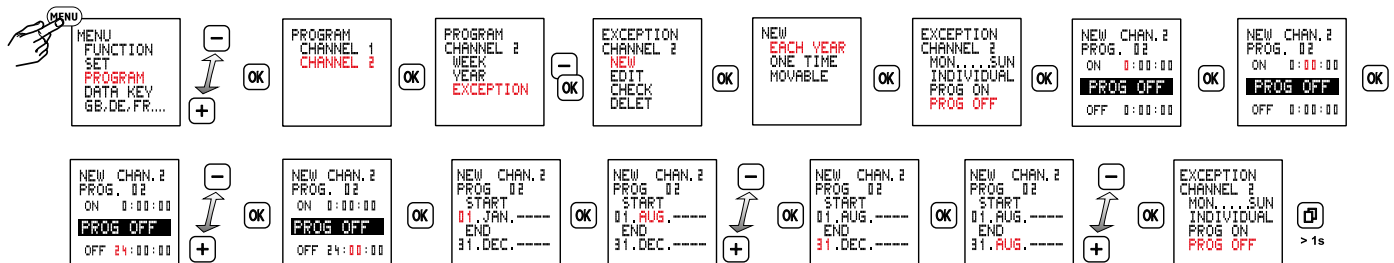 MENU
MENU
FUNCTION
SET
PROGRAM
DATA KEY
GB,DE,FR....
−
+
OK
PROGRAM
CHANNEL 1
CHANNEL 2
OK
PROGRAM
CHANNEL 2
WEEK
YEAR
EXCEPTION
−
OK
EXCEPTION
CHANNEL 2
NEW
EDIT
CHECK
DELET
OK
NEW
EACH YEAR
ONE TIME
MOVABLE
OK
EXCEPTION
CHANNEL 2
MON.....SUN
INDIVIDUAL
PROG ON
PROG OFF
OK
NEW CHAN.2
PROG. 02
ON 0:00:00
PROG OFF
OFF 0:00:00
OK
NEW CHAN.2
PROG. 02
ON 0:00:00
PROG OFF
OFF 0:00:00
OK
NEW CHAN.2
PROG. 02
ON 0:00:00
PROG OFF
OFF 24:00:00
−
+
OK
NEW CHAN.2
PROG. 02
ON 0:00:00
PROG OFF
OFF 24:00:00
OK
NEW CHAN.2
PROG 02
START
01.JAN.----
END
31.DEC.----
OK
NEW CHAN.2
PROG 02
START
01.AUG.----
END
31.DEC.----
−
+
OK
NEW CHAN.2
PROG 02
START
01.AUG.----
END
31.DEC.----
OK
NEW CHAN.2
PROG 02
START
01.AUG.----
END
31.AUG.----
−
+
OK
EXCEPTION
CHANNEL 2
MON.....SUN
INDIVIDUAL
PROG ON
PROG OFF
> 1s